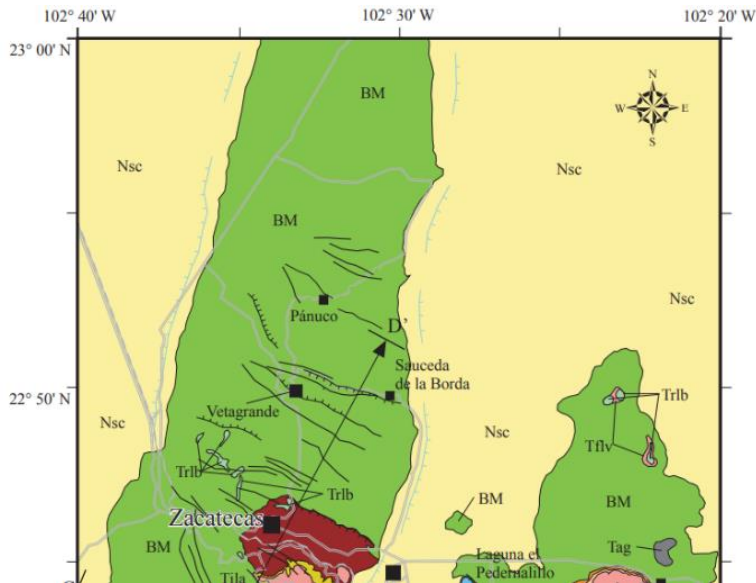 102° 40' W
102° 30' W
102° 20' W
23° 00' N
N
W
E
S
BM
Nsc
Nsc
BM
Nsc
Pánuco
D'
Sauceda
de la Borda
22° 50' N
Vetagrande
Trlb
Nsc
Nsc
Tflv
Trlb
Trlb
BM
BM
Zacatecas
BM
Tag
Laguna el
Pedernalillo
Tila